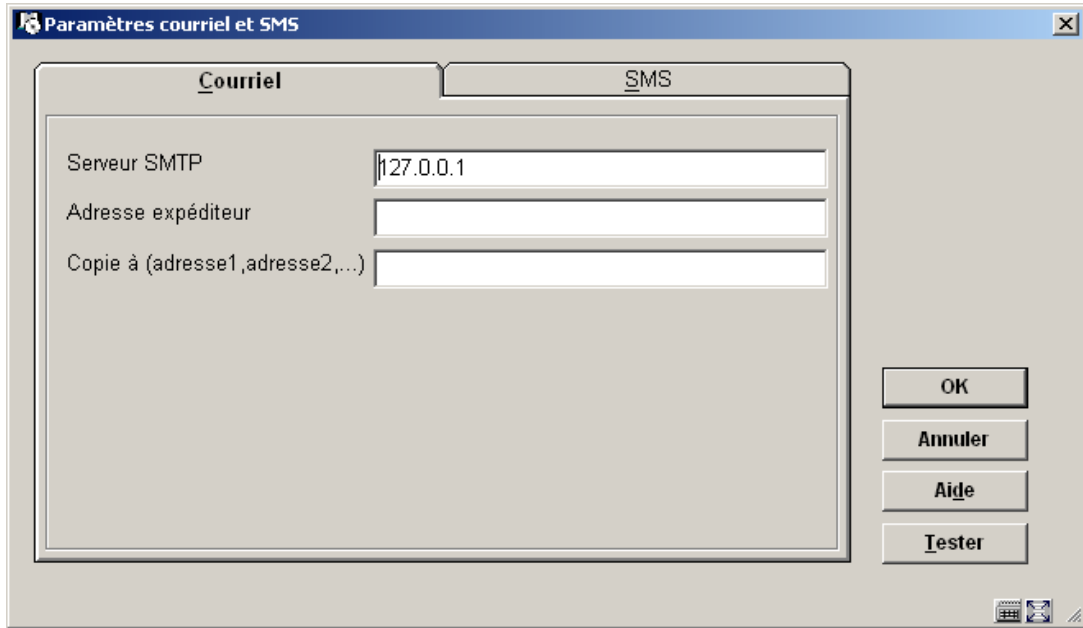 Paramètres courriel et SMS
Courriel
SMS
Serveur SMTP
127.0.0.1
Adresse expéditeur
Copie à (adresse1,adresse2,...)
OK
Annuler
Aide
Tester